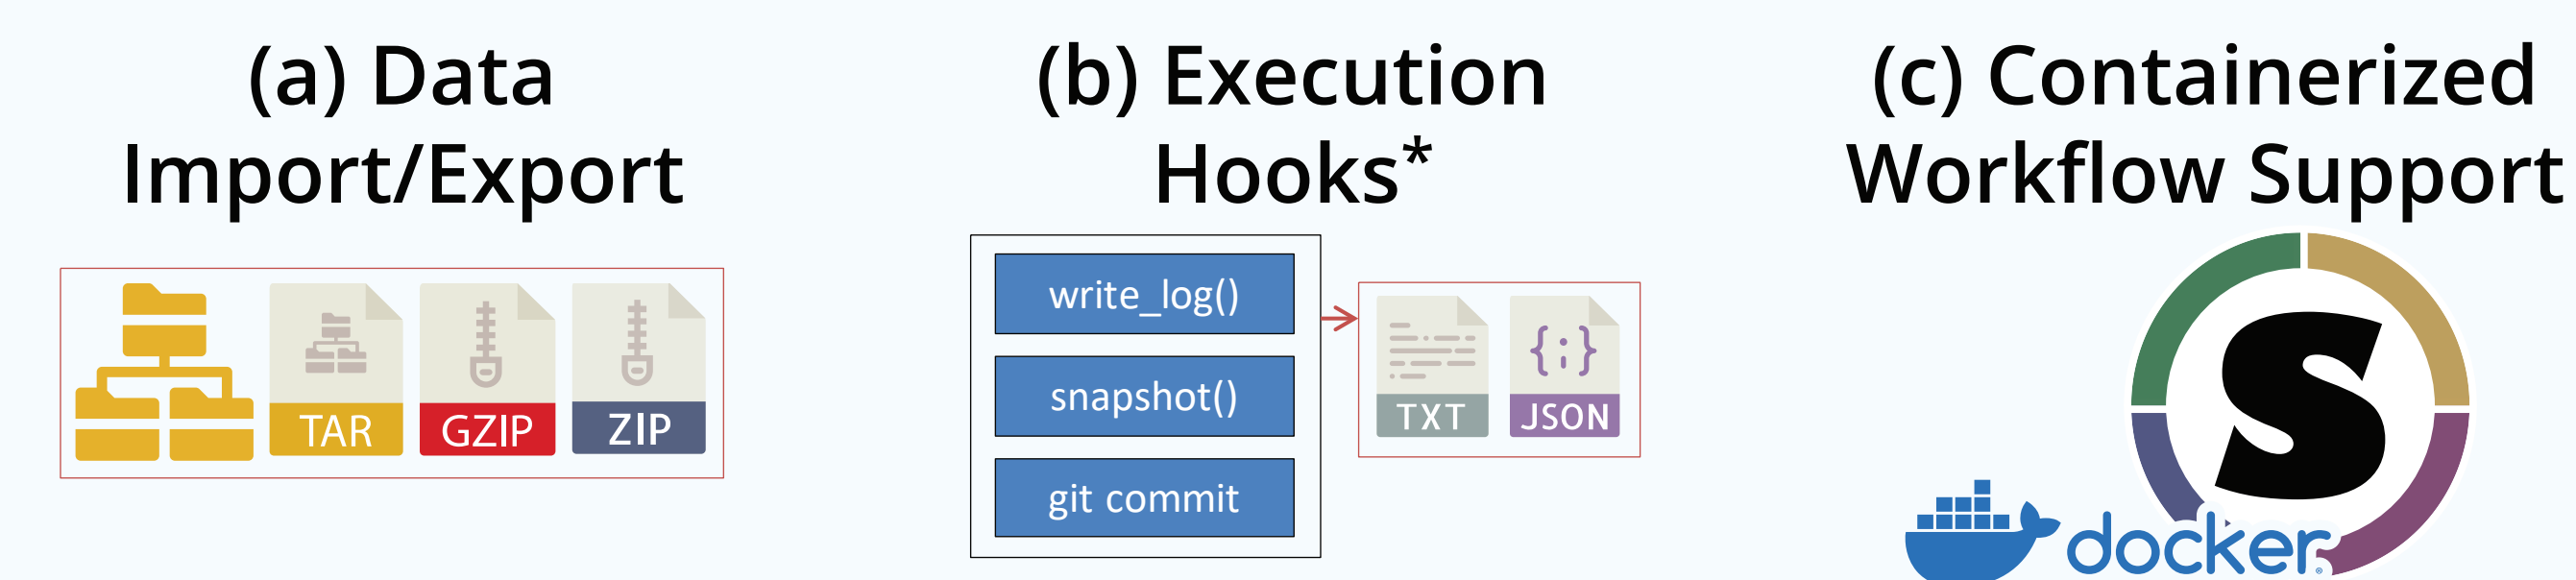 (a) Data
Import/Export
TAR
GZIP
ZIP
(b) Execution
Hooks*
write_log()
snapshot()
git commit
TXT
{;}
JSON
(c) Containerized
Workflow Support
S
docker®